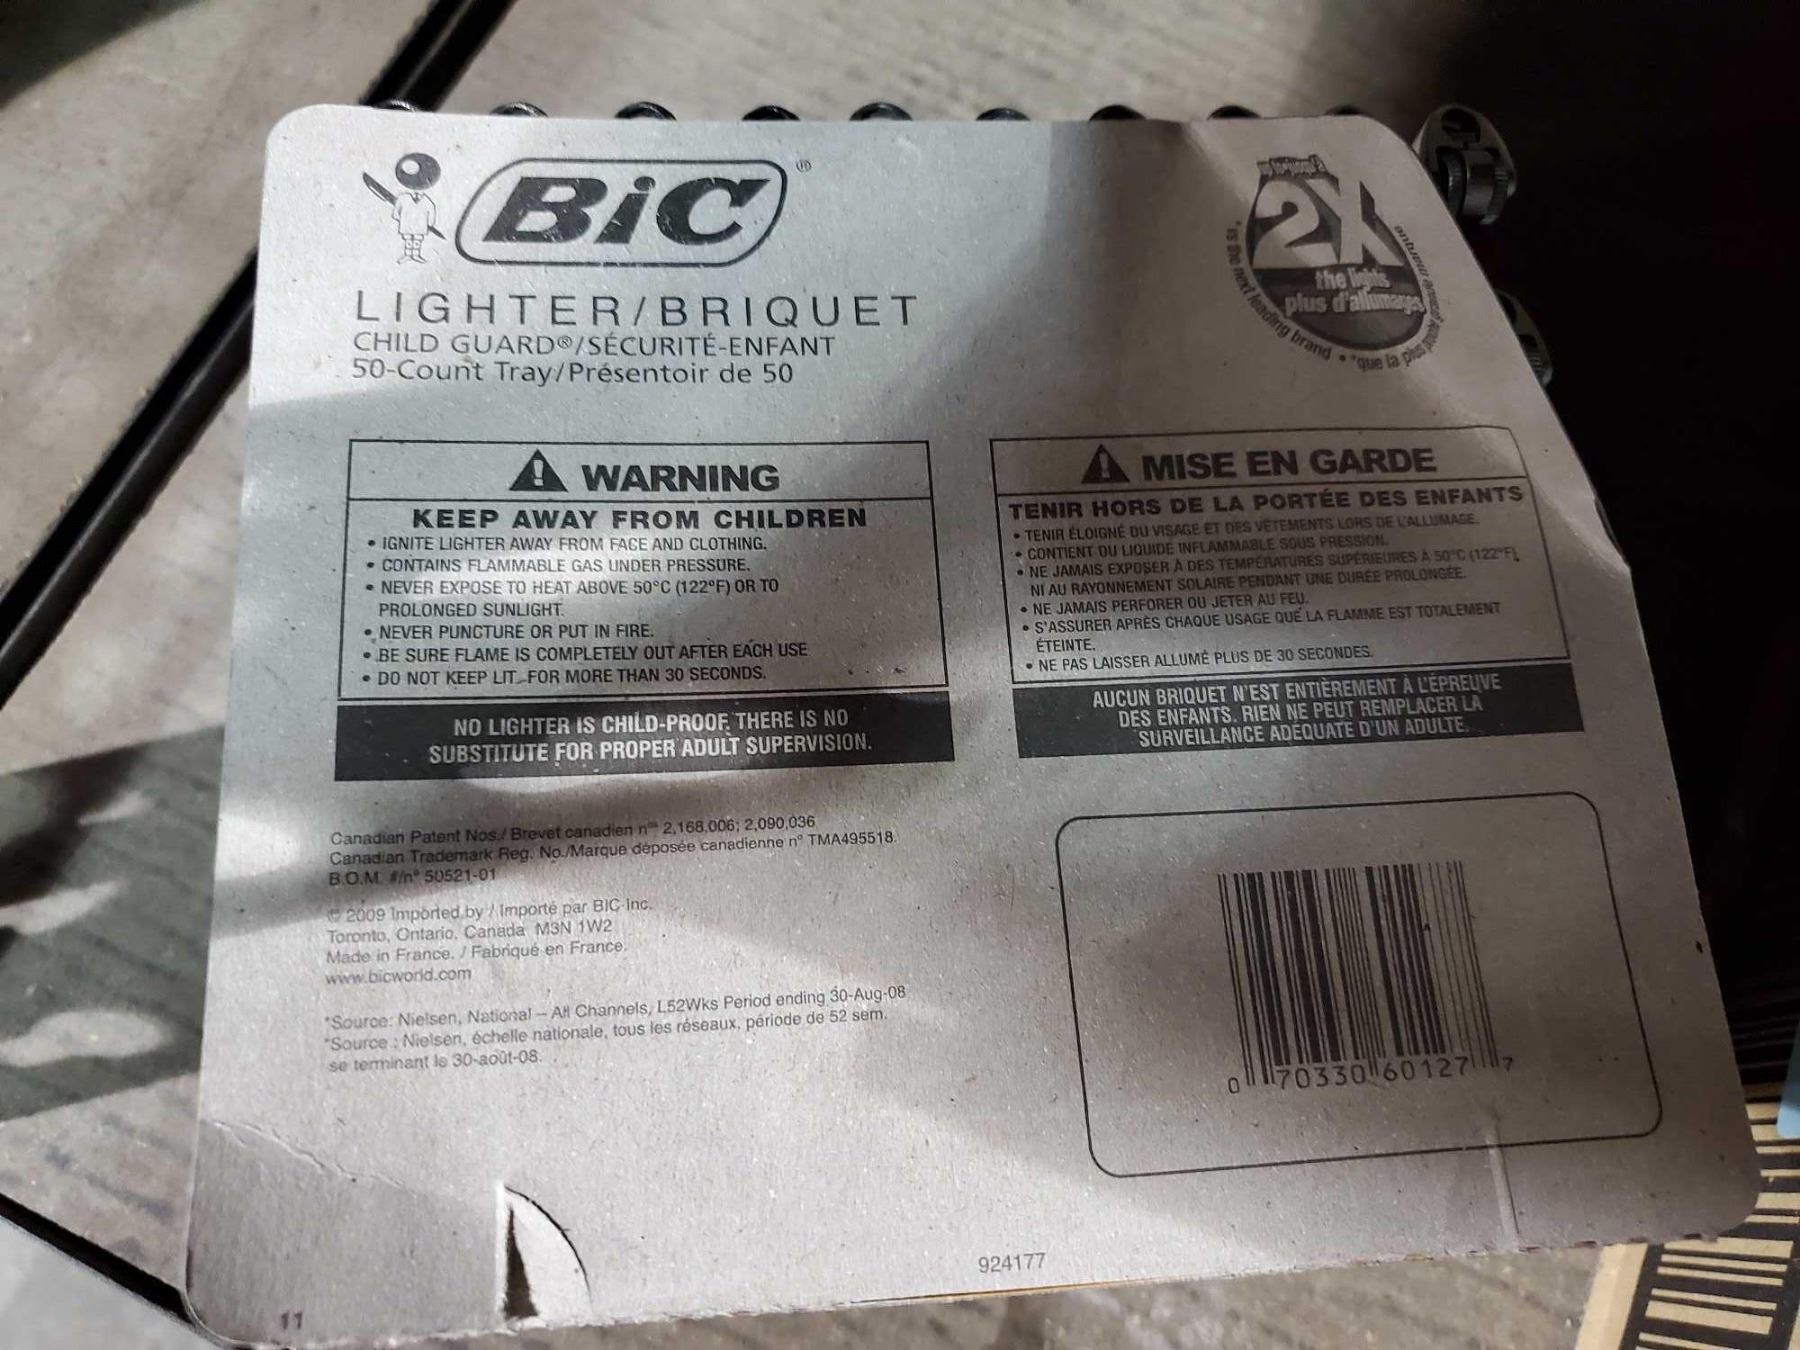 BiC®
LIGHTER/BRIQUET
CHILD GUARD®/SÉCURITÉ-ENFANT
50-Count Tray/Présentoir de 50
2X
the lights
plus d'allumages
*is the next leading brand • *que la plus
WARNING
KEEP AWAY FROM CHILDREN
• IGNITE LIGHTER AWAY FROM FACE AND CLOTHING.
• CONTAINS FLAMMABLE GAS UNDER PRESSURE.
• NEVER EXPOSE TO HEAT ABOVE 50°C (122°F) OR TO
PROLONGED SUNLIGHT.
• NEVER PUNCTURE OR PUT IN FIRE.
• BE SURE FLAME IS COMPLETELY OUT AFTER EACH USE
• DO NOT KEEP LIT FOR MORE THAN 30 SECONDS.
NO LIGHTER IS CHILD-PROOF. THERE IS NO
SUBSTITUTE FOR PROPER ADULT SUPERVISION.
MISE EN GARDE
TENIR HORS DE LA PORTÉE DES ENFANTS
• TENIR ÉLOIGNÉ DU VISAGE ET DES VÊTEMENTS LORS DE L'ALLUMAGE.
• CONTIENT DU LIQUIDE INFLAMMABLE SOUS PRESSION.
• NE JAMAIS EXPOSER À DES TEMPÉRATURES SUPÉRIEURES À 50°C (122°F),
NI AU RAYONNEMENT SOLAIRE PENDANT UNE DURÉE PROLONGÉE.
• NE JAMAIS PERFORER OU JETER AU FEU.
• S'ASSURER APRÈS CHAQUE USAGE QUE LA FLAMME EST TOTALEMENT
ÉTEINTE.
• NE PAS LAISSER ALLUMÉ PLUS DE 30 SECONDES.
AUCUN BRIQUET N'EST ENTIÈREMENT À L'ÉPREUVE
DES ENFANTS. RIEN NE PEUT REMPLACER LA
SURVEILLANCE ADÉQUATE D'UN ADULTE.
Canadian Patent Nos./ Brevet canadien nos 2,168,006; 2,090,036
Canadian Trademark Reg. No./Marque déposée canadienne n° TMA495518.
B.O.M. #/n° 50521-01
© 2009 Imported by / Importé par BIC Inc.
Toronto, Ontario, Canada M3N 1W2
Made in France. / Fabriqué en France.
www.bicworld.com
*Source: Nielsen, National – All Channels, L52Wks Period ending 30-Aug-08
*Source : Nielsen, échelle nationale, tous les réseaux, période de 52 sem.
se terminant le 30-août-08.
0 70330 60127 7
924177
11